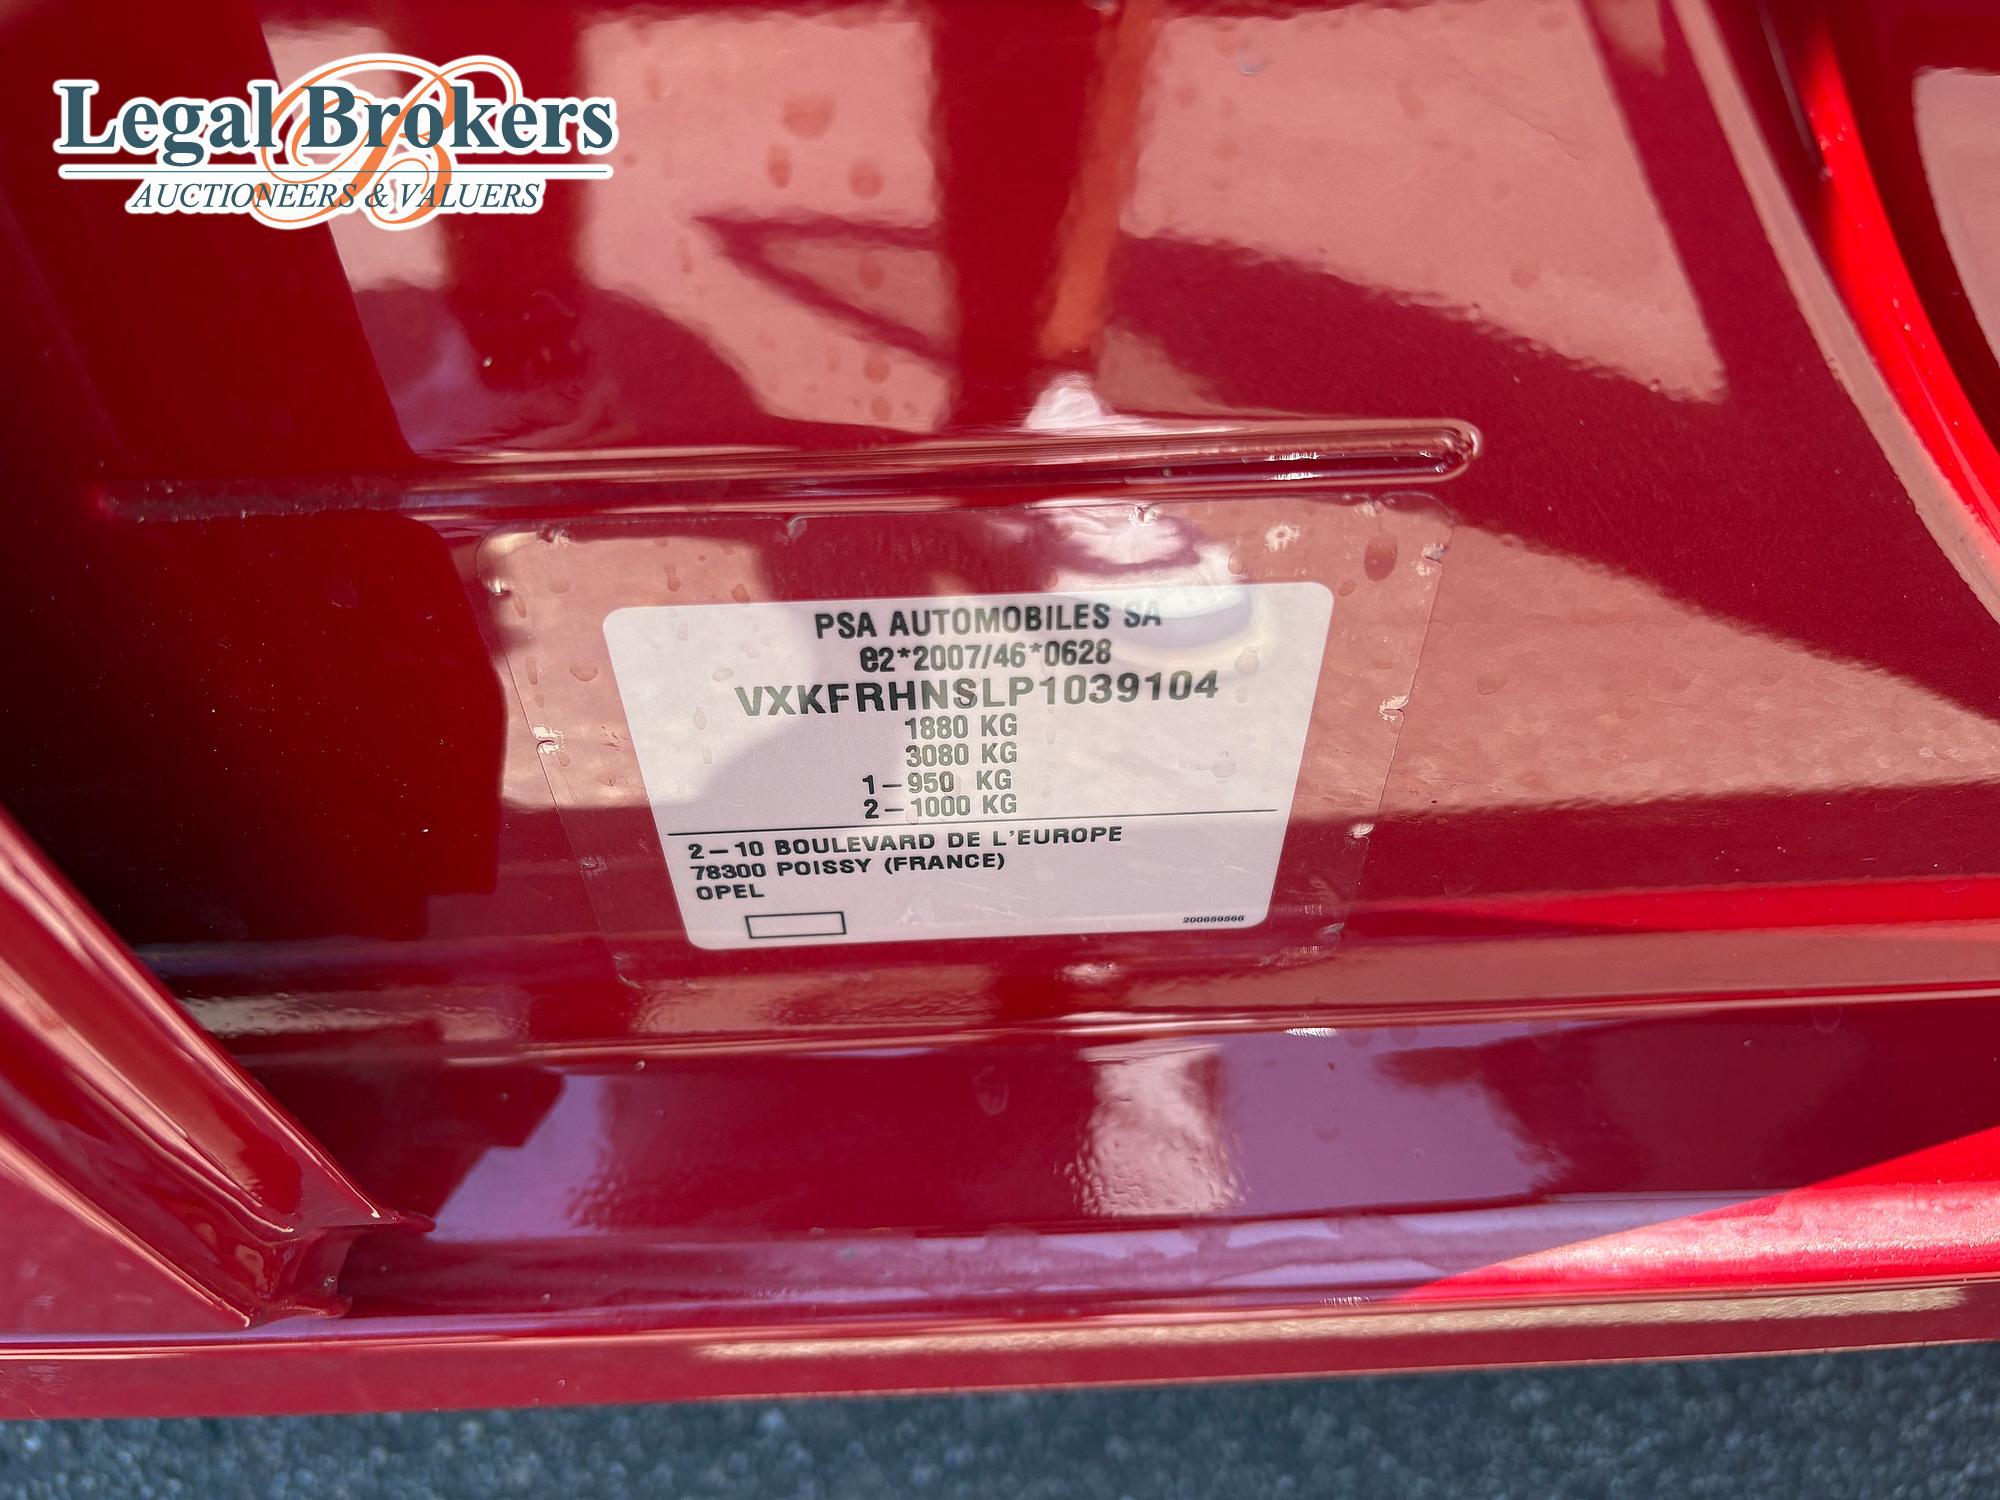 Legal Brokers
AUCTIONEERS & VALUERS
PSA AUTOMOBILES SA
e2*2007/46*0628
VXKFRHNSLP1039104
1880 KG
3080 KG
1-950 KG
2-1000 KG
2-10 BOULEVARD DE L'EUROPE
78300 POISSY (FRANCE)
OPEL
200659566